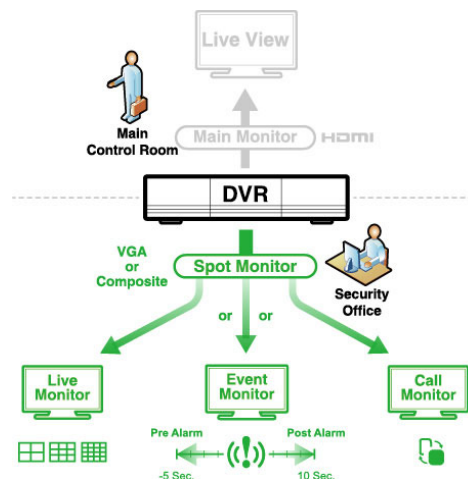 Live View
Main
Control Room
Main Monitor
HDMI
DVR
VGA
or
Composite
Spot Monitor
Security
Office
or
or
Live
Monitor
Event
Monitor
Call
Monitor
Pre Alarm
Post Alarm
-5 Sec.
10 Sec.